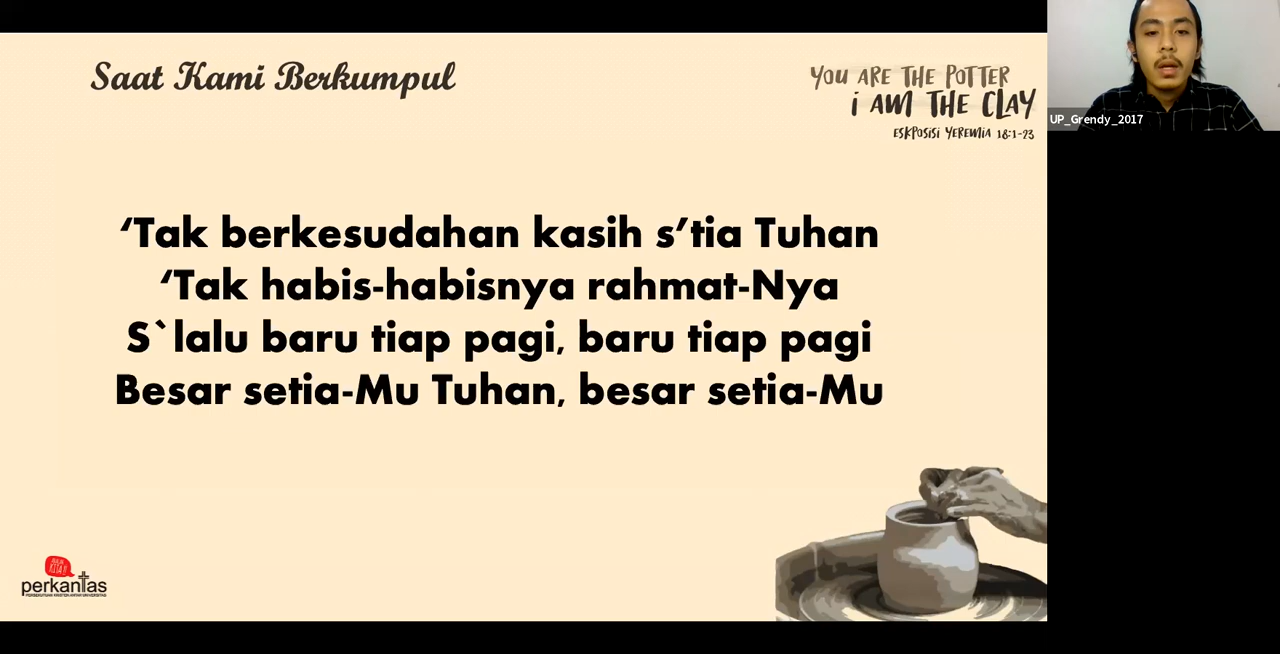 Saat Kami Berkumpul
YOU ARE THE POTTER
i AM THE CLAY
ESKPOSISI YEREMIA 18:1-23
UP_Grendy_2017
‘Tak berkesudahan kasih s’tia Tuhan
‘Tak habis-habisnya rahmat-Nya
S`lalu baru tiap pagi, baru tiap pagi
Besar setia-Mu Tuhan, besar setia-Mu
perkantas